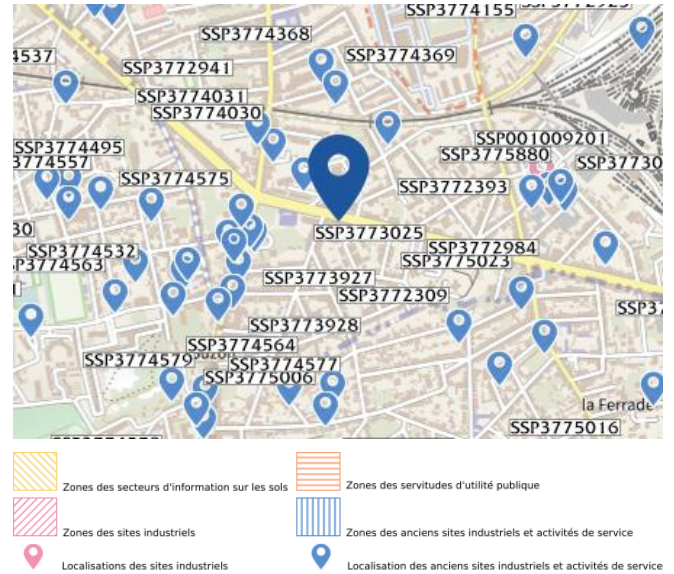 SSP3774155
SSP3774368
SSP3774369
4537
SSP3772941
SSP3774031
SSP3774030
SSP001009201
SSP3774495
SSP3775880
3774557
SSP37730
SSP3774575
SSP3772393
30
SSP3773025
SSP3774532
SSP3772984
SSP3775023
P3774563
SSP3773927
SSP3772309
SSP37
SSP3773928
SSP3774564
SSP3774579
SSP3774577
SSP3775006
la Ferrade
SSP3775016
Zones des secteurs d'information sur les sols
Zones des servitudes d'utilité publique
Zones des sites industriels
Zones des anciens sites industriels et activités de service
Localisations des sites industriels
Localisation des anciens sites industriels et activités de service